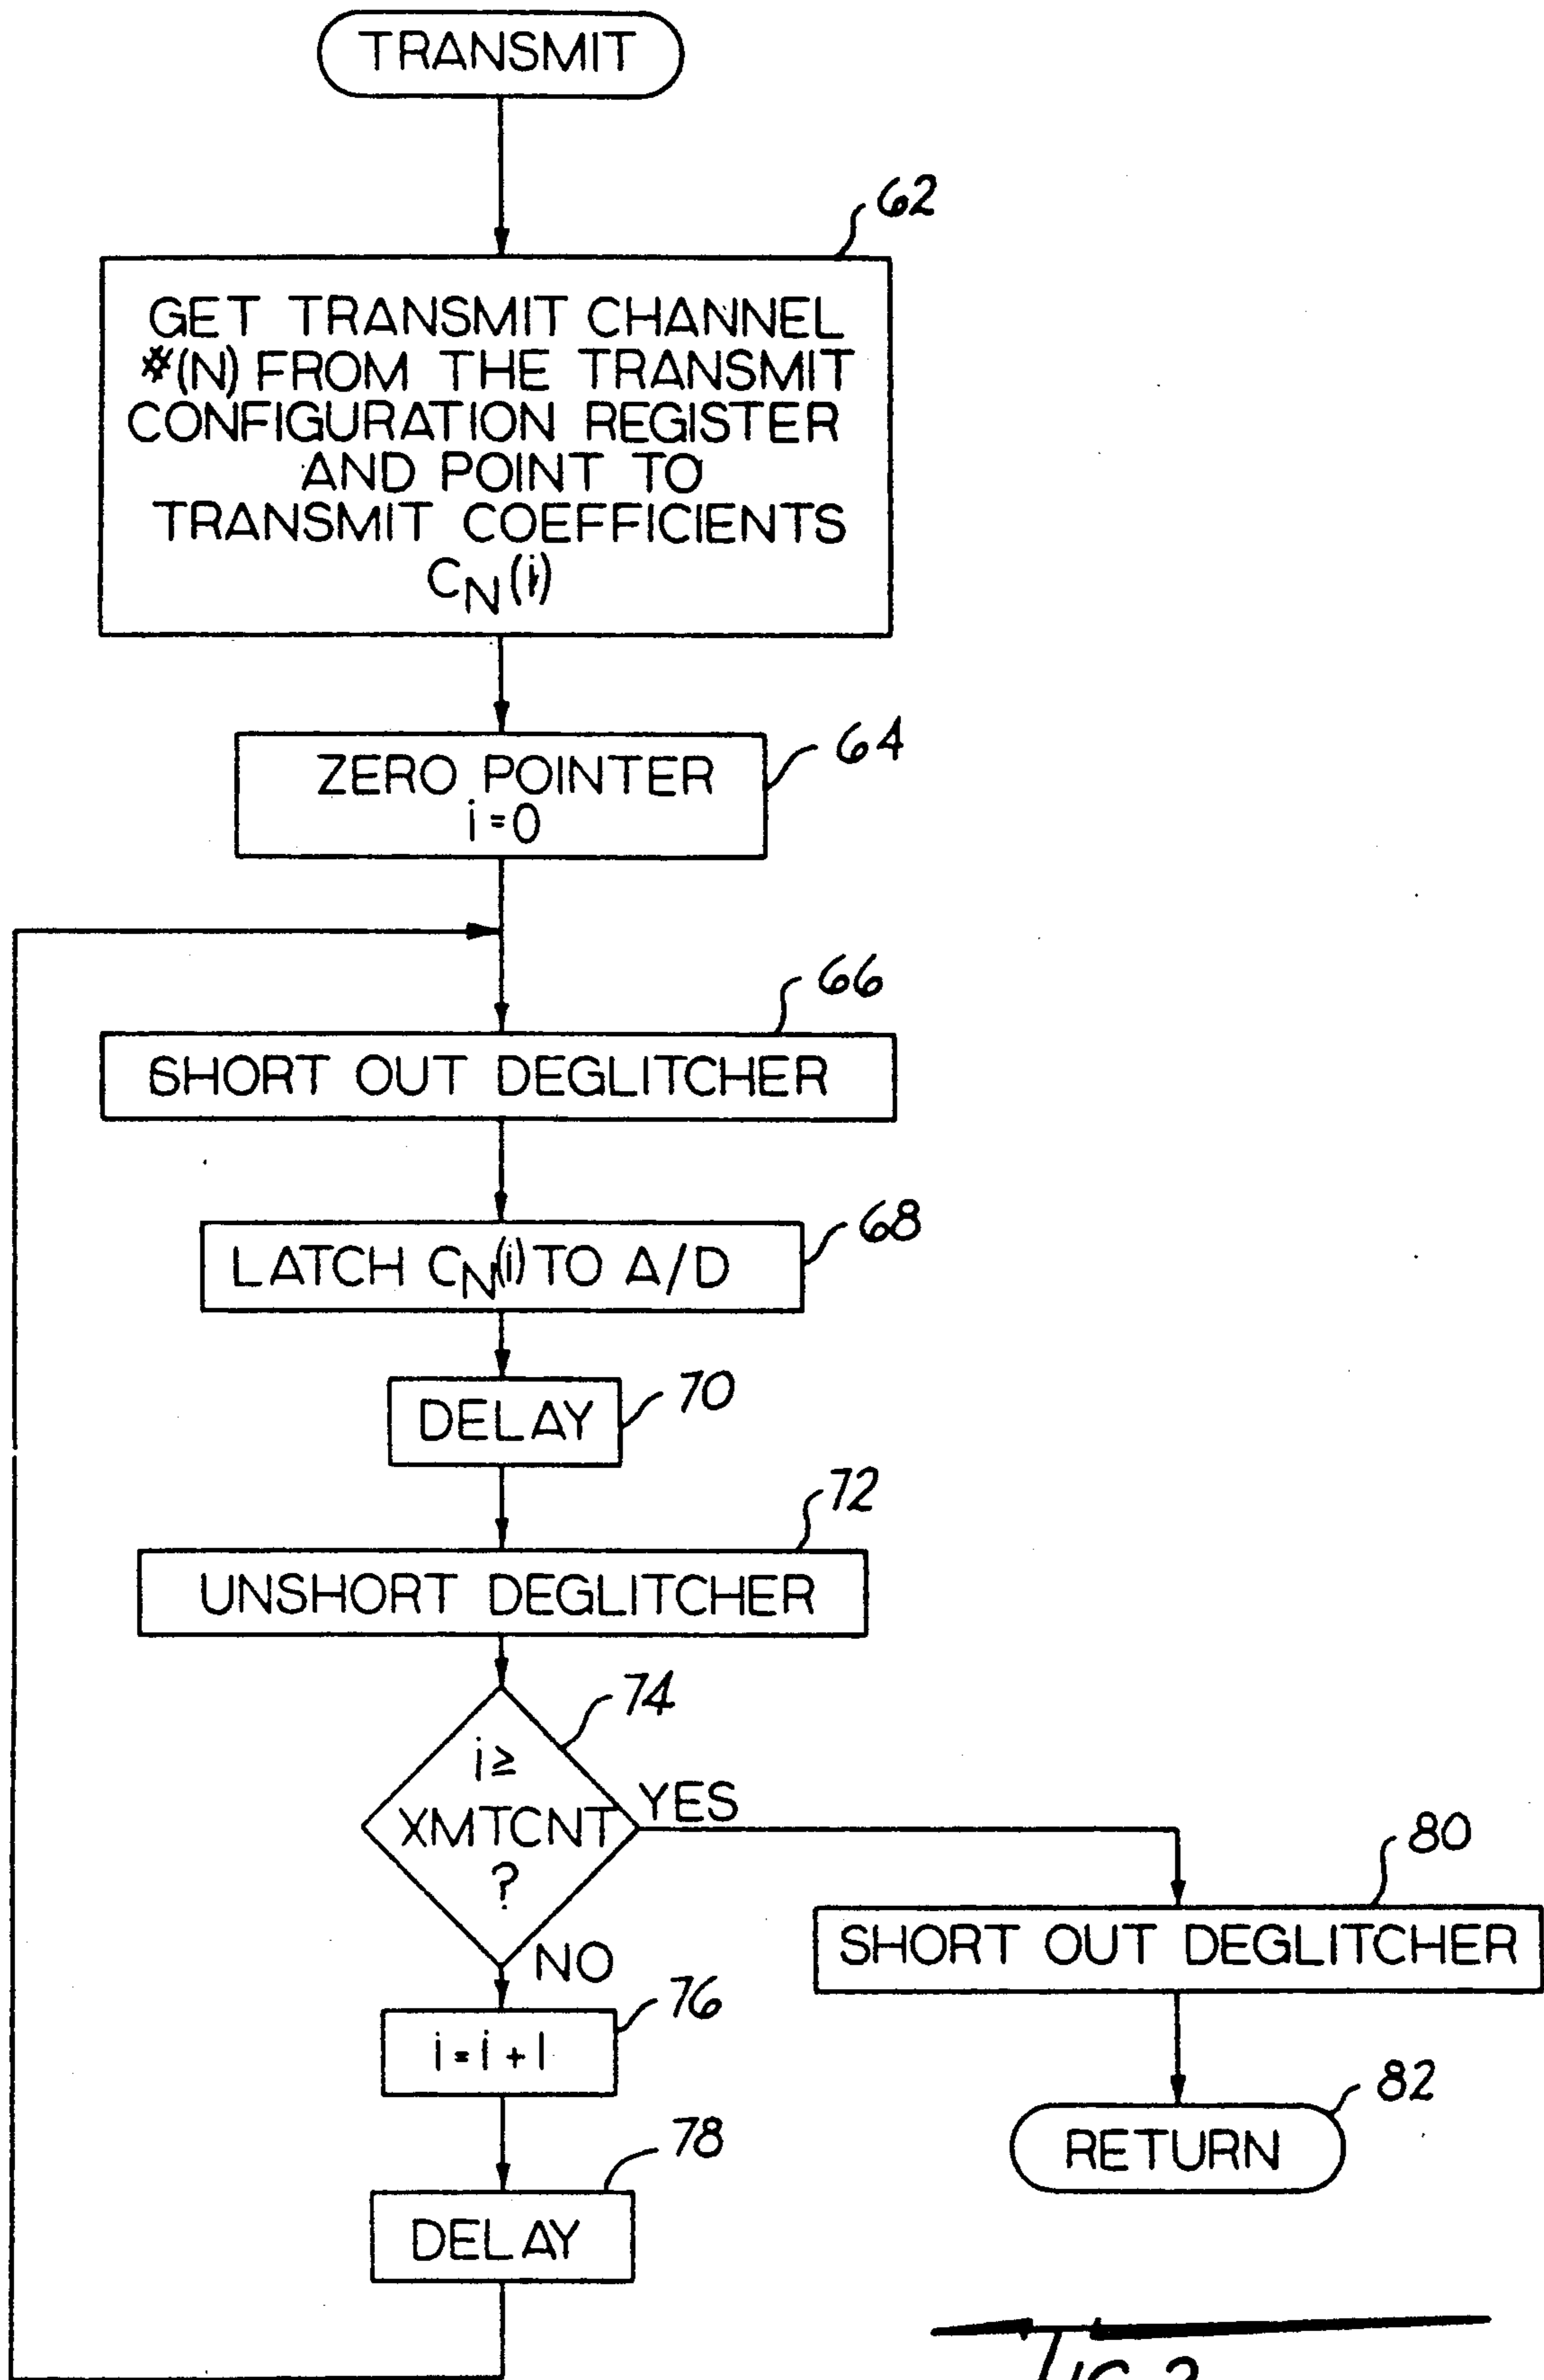 TRANSMIT
62
GET TRANSMIT CHANNEL
#(N) FROM THE TRANSMIT
CONFIGURATION REGISTER
AND POINT TO
TRANSMIT COEFFICIENTS
CN(i)
64
ZERO POINTER
i=0
66
SHORT OUT DEGLITCHER
68
LATCH CN(i) TO A/D
70
DELAY
72
UNSHORT DEGLITCHER
74
i≥
XMTCNT
?
YES
NO
80
SHORT OUT DEGLITCHER
76
i=i+1
82
RETURN
78
DELAY